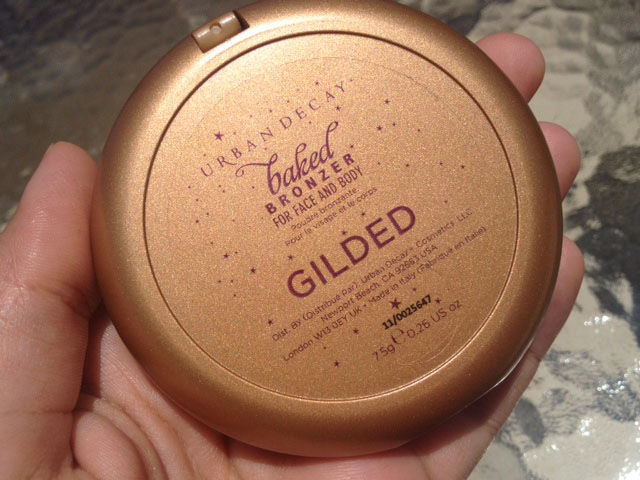 URBAN DECAY
baked
BRONZER
FOR FACE AND BODY
Poudre bronzante
Pour le visage et le corps
GILDED
Dist. BY (Distribué Par): Urban Decay® Cosmetics, LLC
Newport Beach, CA 92663 USA
London W13 0EY UK • Made in Italy (Fabriqué en Italie)
11/0025647
7.5g ℮ 0.26 US oz